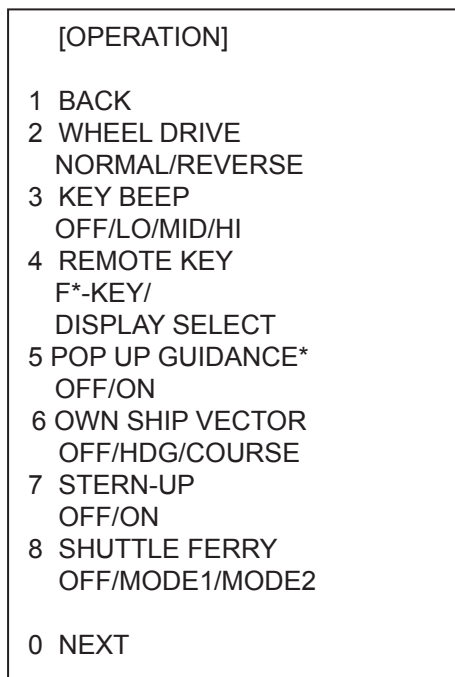 [OPERATION]
1 BACK
2 WHEEL DRIVE
NORMAL/REVERSE
3 KEY BEEP
OFF/LO/MID/HI
4 REMOTE KEY
F*-KEY/
DISPLAY SELECT
5 POP UP GUIDANCE*
OFF/ON
6 OWN SHIP VECTOR
OFF/HDG/COURSE
7 STERN-UP
OFF/ON
8 SHUTTLE FERRY
OFF/MODE1/MODE2
0 NEXT